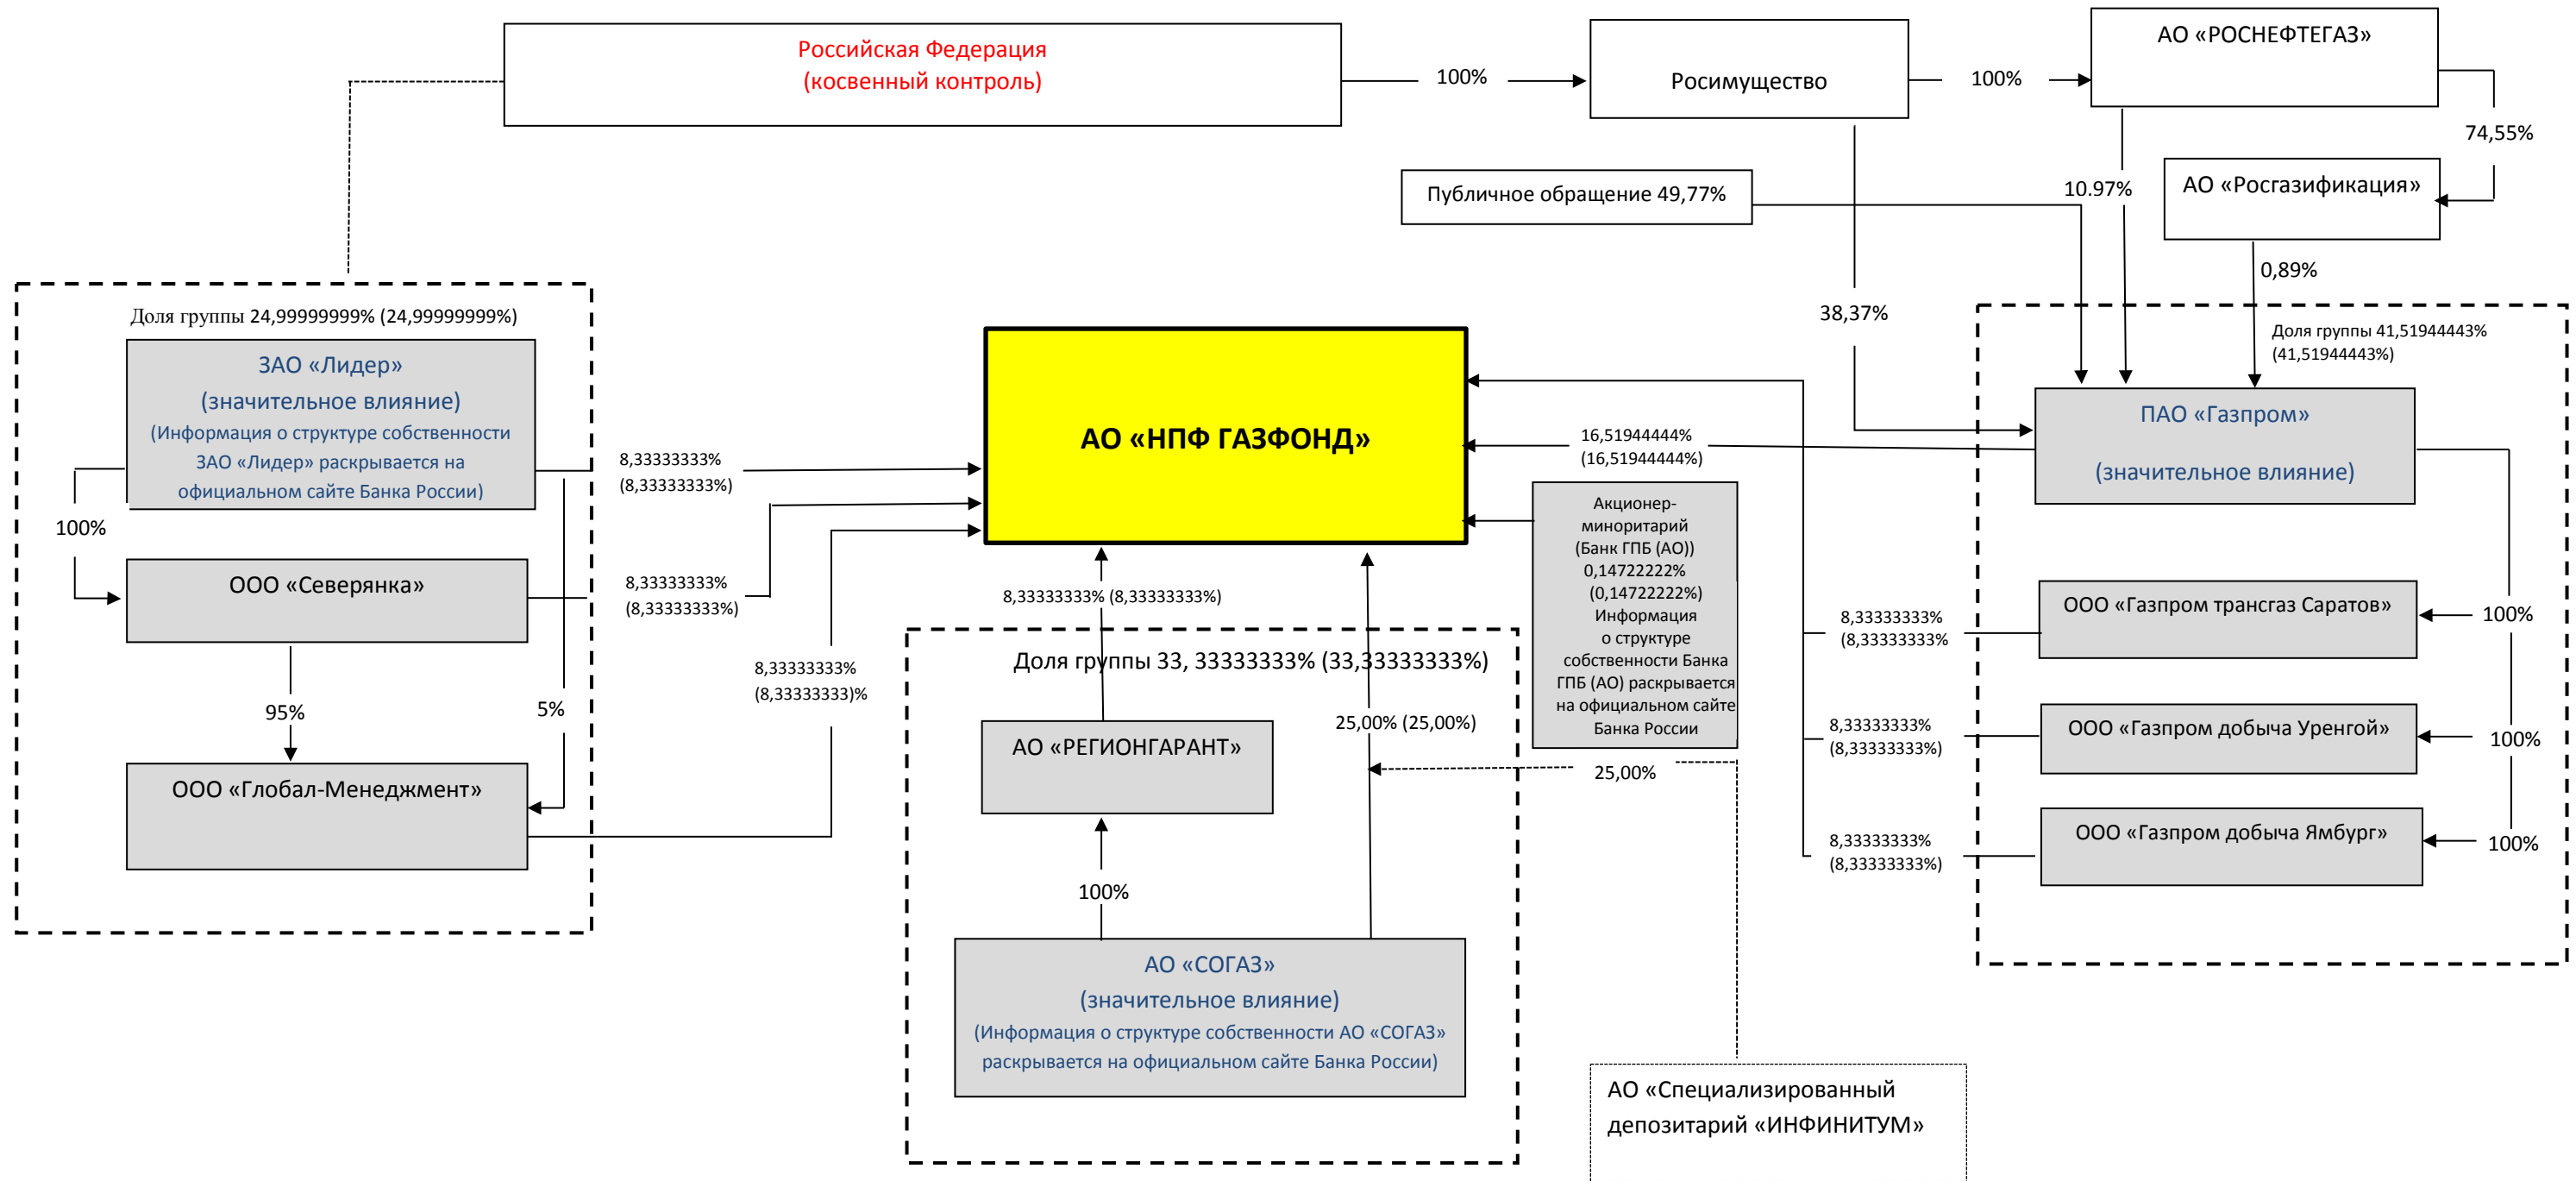 Российская Федерация
(косвенный контроль)
100%
Росимущество
100%
АО «РОСНЕФТЕГАЗ»
74,55%
Публичное обращение 49,77%
10.97%
АО «Росгазификация»
0,89%
38,37%
Доля группы 24,99999999% (24,99999999%)
ЗАО «Лидер»
(значительное влияние)
(Информация о структуре собственности
ЗАО «Лидер» раскрывается на
официальном сайте Банка России)
100%
ООО «Северянка»
95%
5%
ООО «Глобал-Менеджмент»
8,33333333%
(8,33333333%)
8,33333333%
(8,33333333%)
8,33333333%
(8,33333333)%
АО «НПФ ГАЗФОНД»
8,33333333% (8,33333333%)
Доля группы 33, 33333333% (33,33333333%)
25,00% (25,00%)
АО «РЕГИОНГАРАНТ»
100%
АО «СОГАЗ»
(значительное влияние)
(Информация о структуре собственности АО «СОГАЗ»
раскрывается на официальном сайте Банка России)
16,51944444%
(16,51944444%)
Акционер-
миноритарий
(Банк ГПБ (АО))
0,14722222%
(0,14722222%)
Информация
о структуре
собственности Банка
ГПБ (АО) раскрывается
на официальном сайте
Банка России
25,00%
АО «Специализированный
депозитарий «ИНФИНИТУМ»
Доля группы 41,51944443%
(41,51944443%)
ПАО «Газпром»
(значительное влияние)
8,33333333%
(8,33333333%
ООО «Газпром трансгаз Саратов»
100%
8,33333333%
(8,33333333%)
ООО «Газпром добыча Уренгой»
100%
8,33333333%
(8,33333333%)
ООО «Газпром добыча Ямбург»
100%